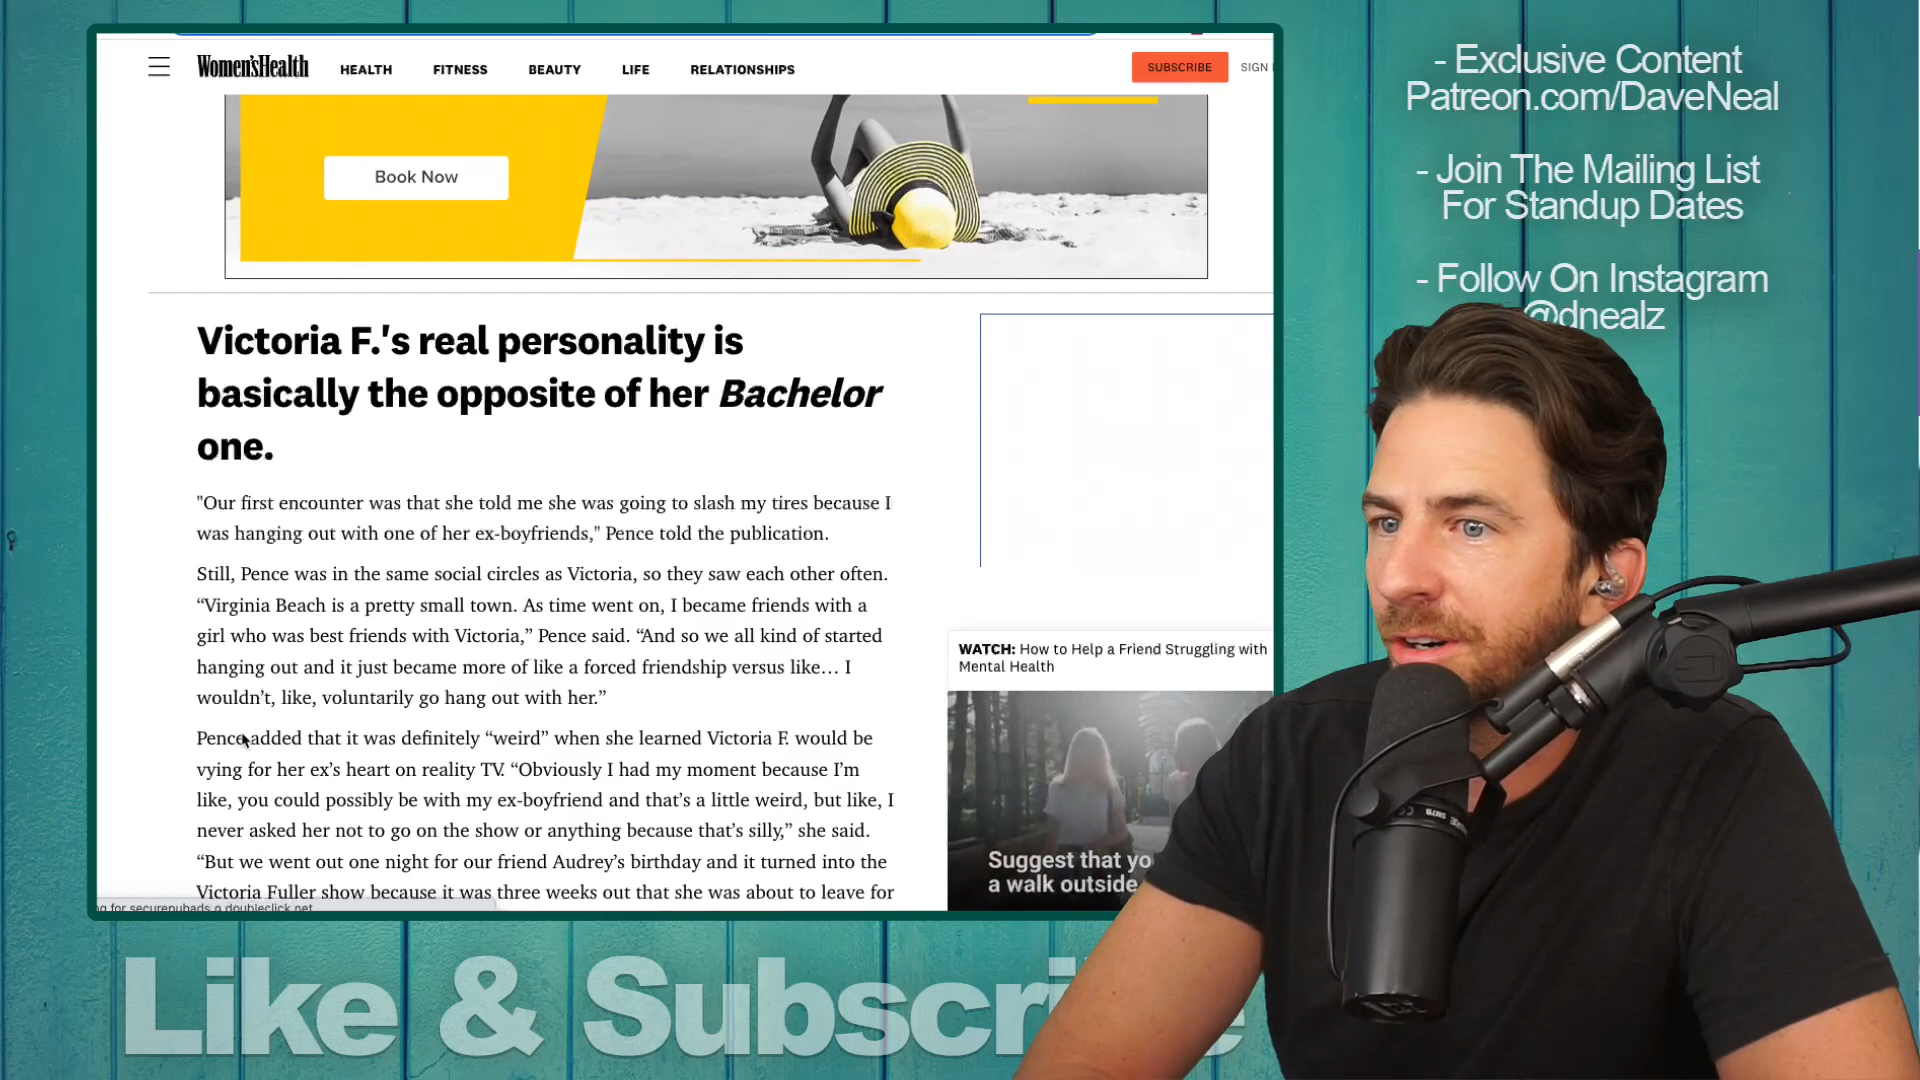 Women'sHealth
HEALTH
FITNESS
BEAUTY
LIFE
RELATIONSHIPS
SUBSCRIBE
SIGN
Book Now
Victoria F.'s real personality is
basically the opposite of her Bachelor
one.
"Our first encounter was that she told me she was going to slash my tires because I
was hanging out with one of her ex-boyfriends," Pence told the publication.
Still, Pence was in the same social circles as Victoria, so they saw each other often.
“Virginia Beach is a pretty small town. As time went on, I became friends with a
girl who was best friends with Victoria,” Pence said. “And so we all kind of started
hanging out and it just became more of like a forced friendship versus like… I
wouldn’t, like, voluntarily go hang out with her.”
Pence added that it was definitely “weird” when she learned Victoria F. would be
vying for her ex’s heart on reality TV. “Obviously I had my moment because I’m
like, you could possibly be with my ex-boyfriend and that’s a little weird, but like, I
never asked her not to go on the show or anything because that’s silly,” she said.
“But we went out one night for our friend Audrey’s birthday and it turned into the
Victoria Fuller show because it was three weeks out that she was about to leave for
for securepubads.g.doubleclick.net
WATCH: How to Help a Friend Struggling with
Mental Health
Suggest that yo
a walk outside
- Exclusive Content
Patreon.com/DaveNeal
- Join The Mailing List
For Standup Dates
- Follow On Instagram
@dnealz
Like & Subscribe